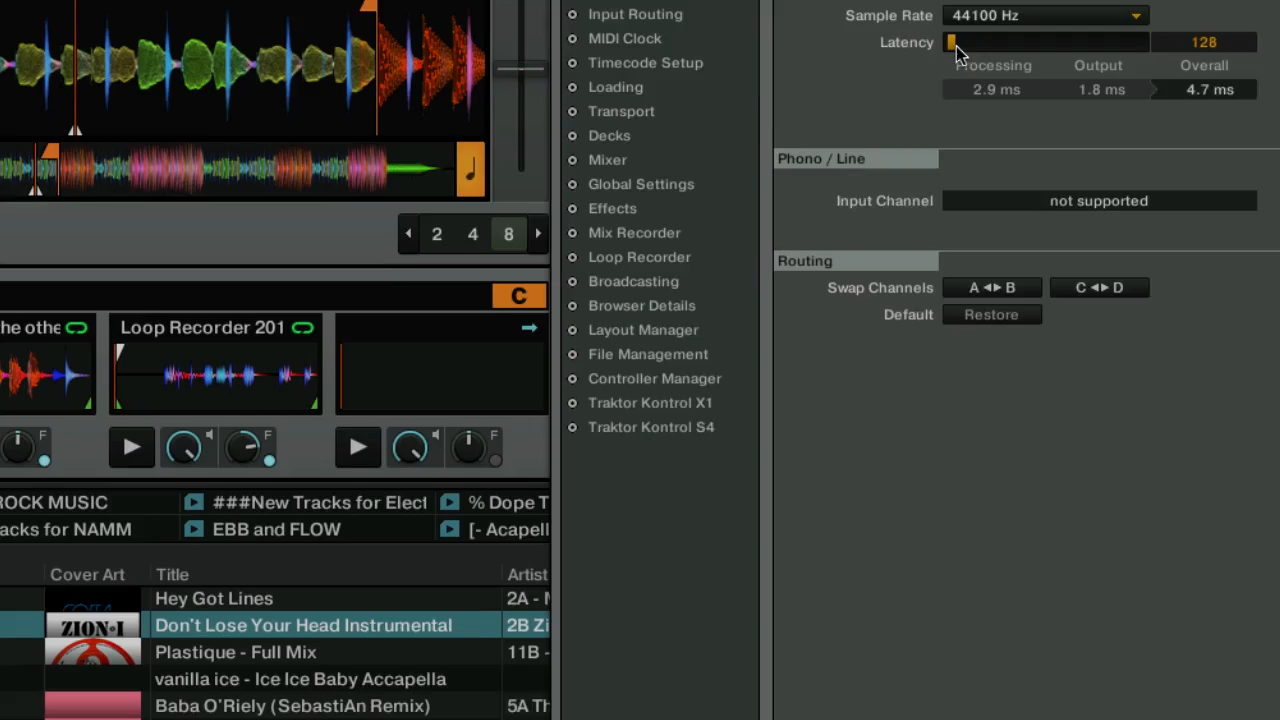 2 4 8
C
he othe
Loop Recorder 201
F
F
F
ROCK MUSIC
###New Tracks for Elect
% Dope T
acks for NAMM
EBB and FLOW
[- Acapell
Cover Art Title Artist
Hey Got Lines 2A -
ZION·I Don't Lose Your Head Instrumental 2B Zi
Plastique - Full Mix 11B -
vanilla ice - Ice Ice Baby Accapella
Baba O'Riely (SebastiAn Remix) 5A Th
Input Routing
MIDI Clock
Timecode Setup
Loading
Transport
Decks
Mixer
Global Settings
Effects
Mix Recorder
Loop Recorder
Broadcasting
Browser Details
Layout Manager
File Management
Controller Manager
Traktor Kontrol X1
Traktor Kontrol S4
Sample Rate 44100 Hz
Latency 128
Processing Output Overall
2.9 ms 1.8 ms 4.7 ms
Phono / Line
Input Channel not supported
Routing
Swap Channels A ◂▸ B C ◂▸ D
Default Restore